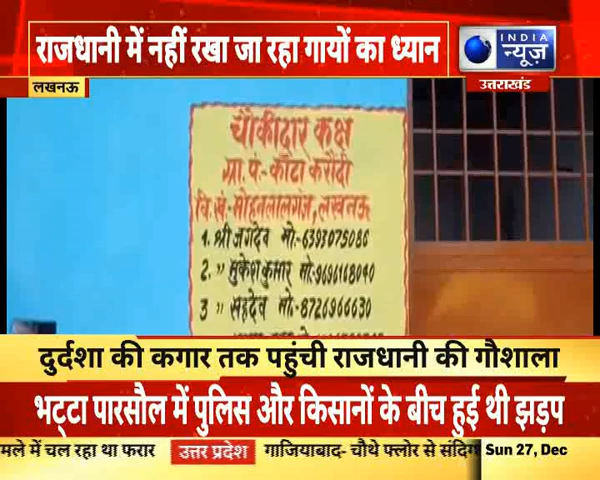 राजधानी में नहीं रखा जा रहा गायों का ध्यान
INDIA
न्यूज़
उत्तराखंड
लखनऊ
चौकीदार कक्ष
ग्रा. पं.- काँटा करौंदी
वि. खं.- मोहनलालगंज, लखनऊ
1. श्री जगदेव मो.-6393075086
2. " मुकेश कुमार मो.-9696168040
3 " सहदेव मो.-8726966630
दुर्दशा की कगार तक पहुंची राजधानी की गौशाला
भट्टा पारसौल में पुलिस और किसानों के बीच हुई थी झड़प
मले में चल रहा था फरार उत्तर प्रदेश गाजियाबाद- चौथे फ्लोर से संदिग Sun 27, Dec